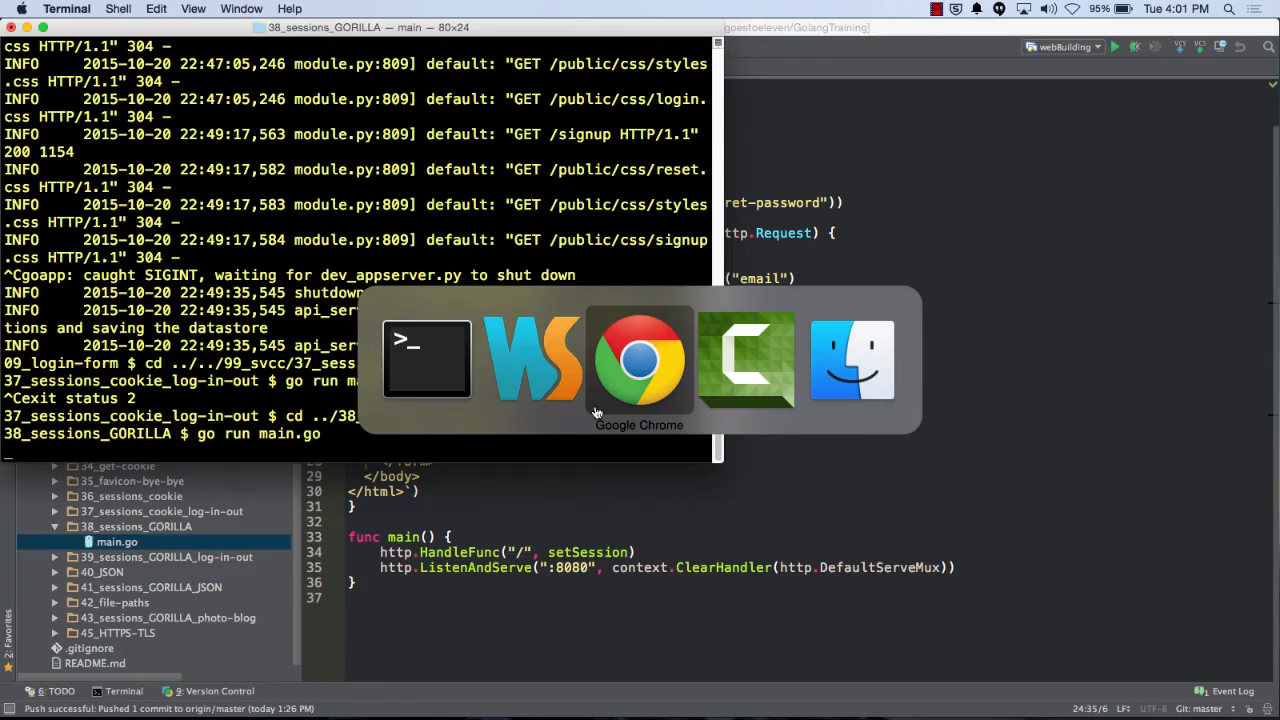 Terminal Shell Edit View Window Help 95% Tue 4:01 PM
38_sessions_GORILLA — main — 80×24
goestoeleven/GolangTraining]
webBuilding
css HTTP/1.1" 304 -
INFO 2015-10-20 22:47:05,246 module.py:809] default: "GET /public/css/styles
.css HTTP/1.1" 304 -
INFO 2015-10-20 22:47:05,246 module.py:809] default: "GET /public/css/login.
css HTTP/1.1" 304 -
INFO 2015-10-20 22:49:17,563 module.py:809] default: "GET /signup HTTP/1.1"
200 1154
INFO 2015-10-20 22:49:17,582 module.py:809] default: "GET /public/css/reset.
css HTTP/1.1" 304 -
INFO 2015-10-20 22:49:17,583 module.py:809] default: "GET /public/css/styles
.css HTTP/1.1" 304 -
INFO 2015-10-20 22:49:17,584 module.py:809] default: "GET /public/css/signup
.css HTTP/1.1" 304 -
^Cgoapp: caught SIGINT, waiting for dev_appserver.py to shut down
INFO 2015-10-20 22:49:35,545 shutdown
INFO 2015-10-20 22:49:35,545 api_ser
tions and saving the datastore
INFO 2015-10-20 22:49:35,545 api_ser
09_login-form $ cd ../../99_svcc/37_sess
37_sessions_cookie_log-in-out $ go run m
^Cexit status 2
37_sessions_cookie_log-in-out $ cd ../38
38_sessions_GORILLA $ go run main.go
ret-password"))
ttp.Request) {
("email")
>_
WS
C
Google Chrome
34_get-cookie
35_favicon-bye-bye
36_sessions_cookie
37_sessions_cookie_log-in-out
38_sessions_GORILLA
main.go
39_sessions_GORILLA_log-in-out
40_JSON
41_sessions_GORILLA_JSON
42_file-paths
43_sessions_GORILLA_photo-blog
45_HTTPS-TLS
.gitignore
README.md
29 </body>
30 </html>`)
31 }
32
33 func main() {
34 http.HandleFunc("/", setSession)
35 http.ListenAndServe(":8080", context.ClearHandler(http.DefaultServeMux))
36 }
37
2: Favorites
6: TODO Terminal 9: Version Control 1 Event Log
Push successful: Pushed 1 commit to origin/master (today 1:26 PM) 24:35/6 LF UTF-8 Git: master